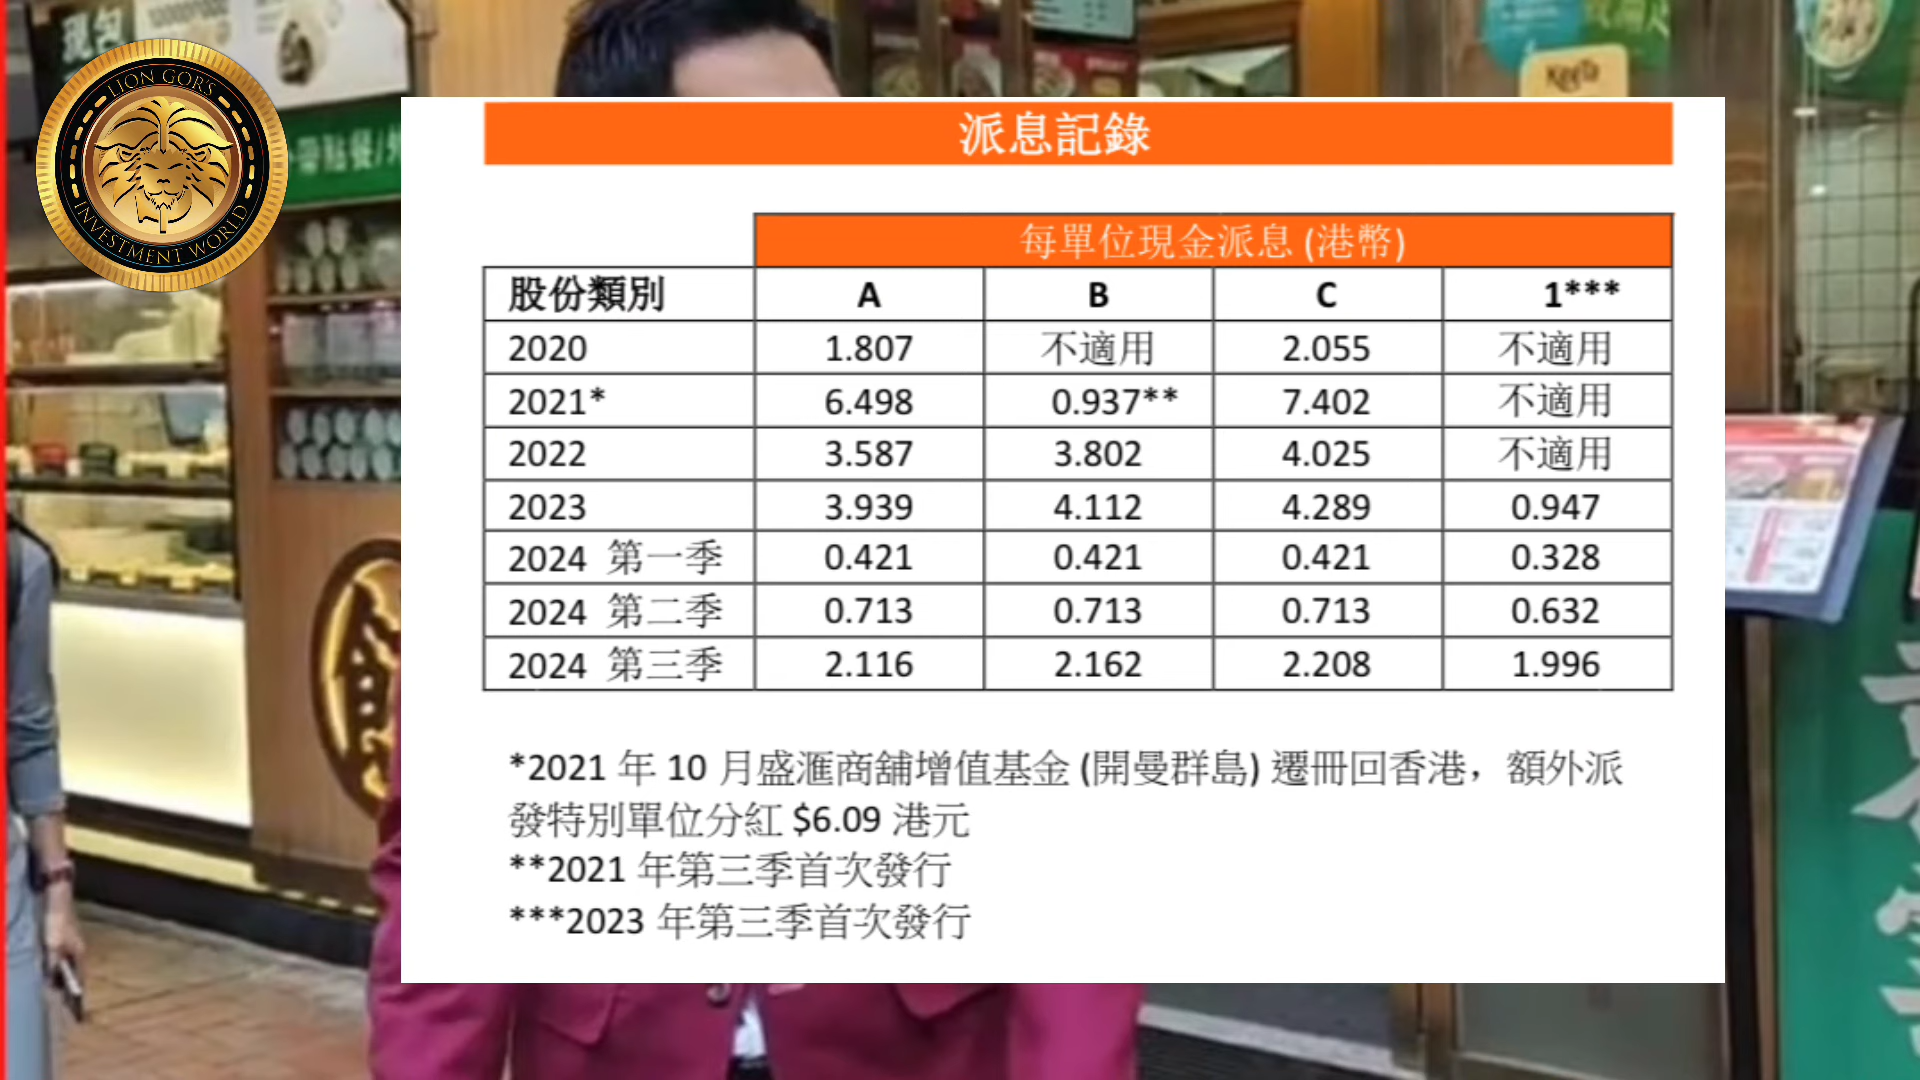 現包
LION GORS
INVESTMENT WORLD
KeeTa
派息記錄
每單位現金派息 (港幣)
股份類別 A B C 1***
2020 1.807 不適用 2.055 不適用
2021* 6.498 0.937** 7.402 不適用
2022 3.587 3.802 4.025 不適用
2023 3.939 4.112 4.289 0.947
2024 第一季 0.421 0.421 0.421 0.328
2024 第二季 0.713 0.713 0.713 0.632
2024 第三季 2.116 2.162 2.208 1.996
*2021 年 10 月盛滙商舖增值基金 (開曼群島) 遷冊回香港，額外派
發特別單位分紅 $6.09 港元
**2021 年第三季首次發行
***2023 年第三季首次發行